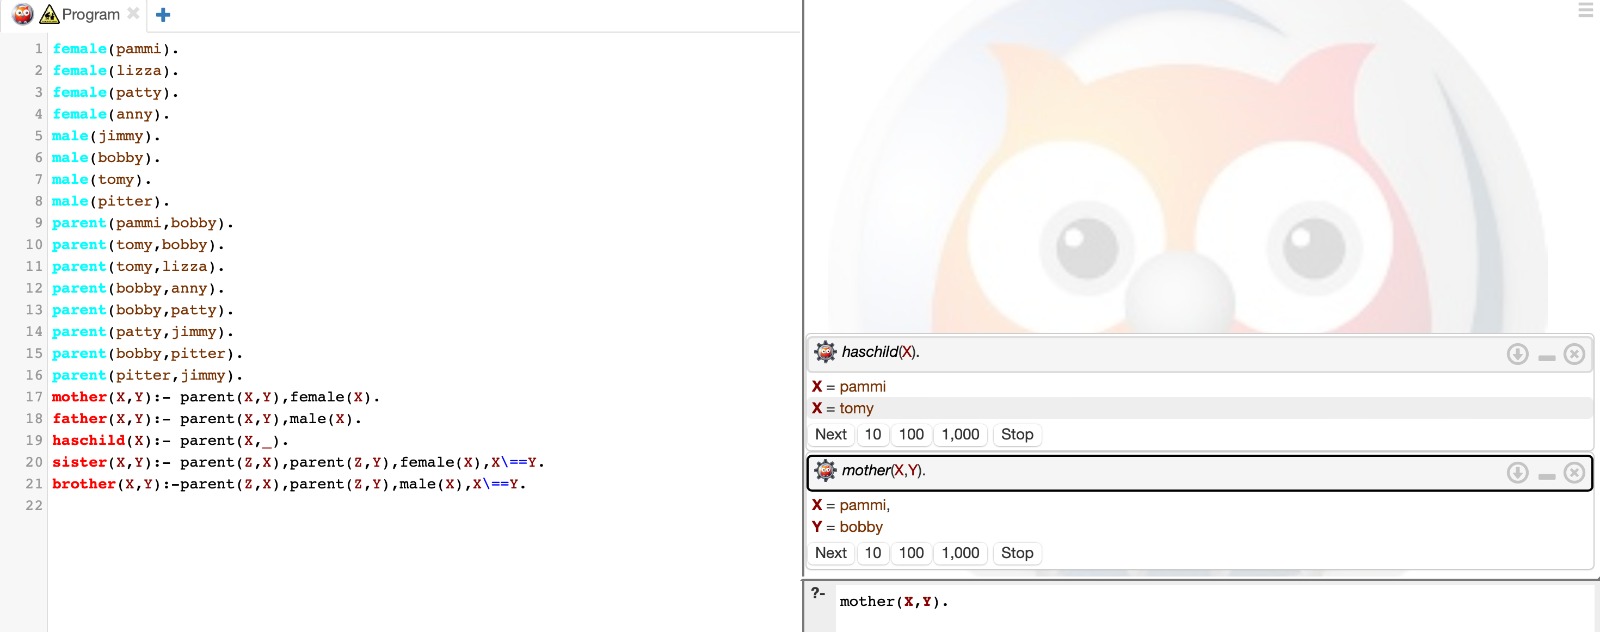 Program
1 female(pammi).
2 female(lizza).
3 female(patty).
4 female(anny).
5 male(jimmy).
6 male(bobby).
7 male(tomy).
8 male(pitter).
9 parent(pammi,bobby).
10 parent(tomy,bobby).
11 parent(tomy,lizza).
12 parent(bobby,anny).
13 parent(bobby,patty).
14 parent(patty,jimmy).
15 parent(bobby,pitter).
16 parent(pitter,jimmy).
17 mother(X,Y):- parent(X,Y),female(X).
18 father(X,Y):- parent(X,Y),male(X).
19 haschild(X):- parent(X,_).
20 sister(X,Y):- parent(Z,X),parent(Z,Y),female(X),X\==Y.
21 brother(X,Y):-parent(Z,X),parent(Z,Y),male(X),X\==Y.
22
haschild(X).
X = pammi
X = tomy
Next 10 100 1,000 Stop
mother(X,Y).
X = pammi,
Y = bobby
Next 10 100 1,000 Stop
?- mother(X,Y).